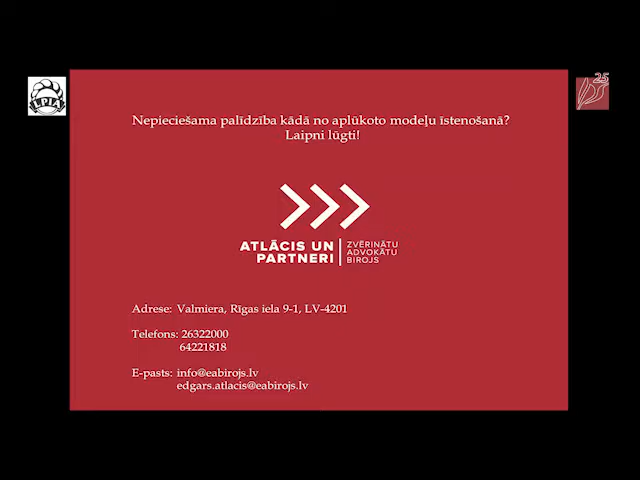 LPIA
25
Nepieciešama palīdzība kādā no aplūkoto modeļu īstenošanā?
Laipni lūgti!
ATLĀCIS UN
PARTNERI
ZVĒRINĀTU
ADVOKĀTU
BIROJS
Adrese: Valmiera, Rīgas iela 9-1, LV-4201
Telefons: 26322000
64221818
E-pasts: info@eabirojs.lv
edgars.atlacis@eabirojs.lv